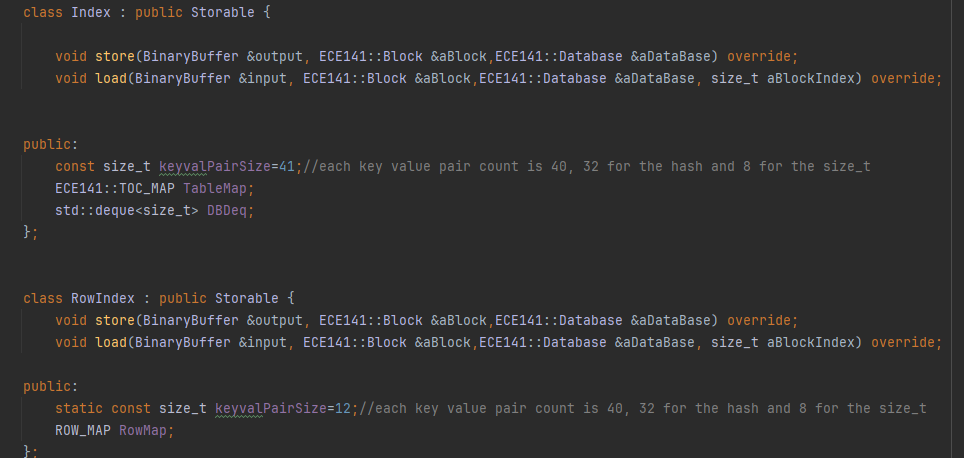 class Index : public Storable {
void store(BinaryBuffer &output, ECE141::Block &aBlock,ECE141::Database &aDataBase) override;
void load(BinaryBuffer &input, ECE141::Block &aBlock,ECE141::Database &aDataBase, size_t aBlockIndex) override;
public:
const size_t keyvalPairSize=41;//each key value pair count is 40, 32 for the hash and 8 for the size_t
ECE141::TOC_MAP TableMap;
std::deque<size_t> DBDeq;
};
class RowIndex : public Storable {
void store(BinaryBuffer &output, ECE141::Block &aBlock,ECE141::Database &aDataBase) override;
void load(BinaryBuffer &input, ECE141::Block &aBlock,ECE141::Database &aDataBase, size_t aBlockIndex) override;
public:
static const size_t keyvalPairSize=12;//each key value pair count is 40, 32 for the hash and 8 for the size_t
ROW_MAP RowMap;
};